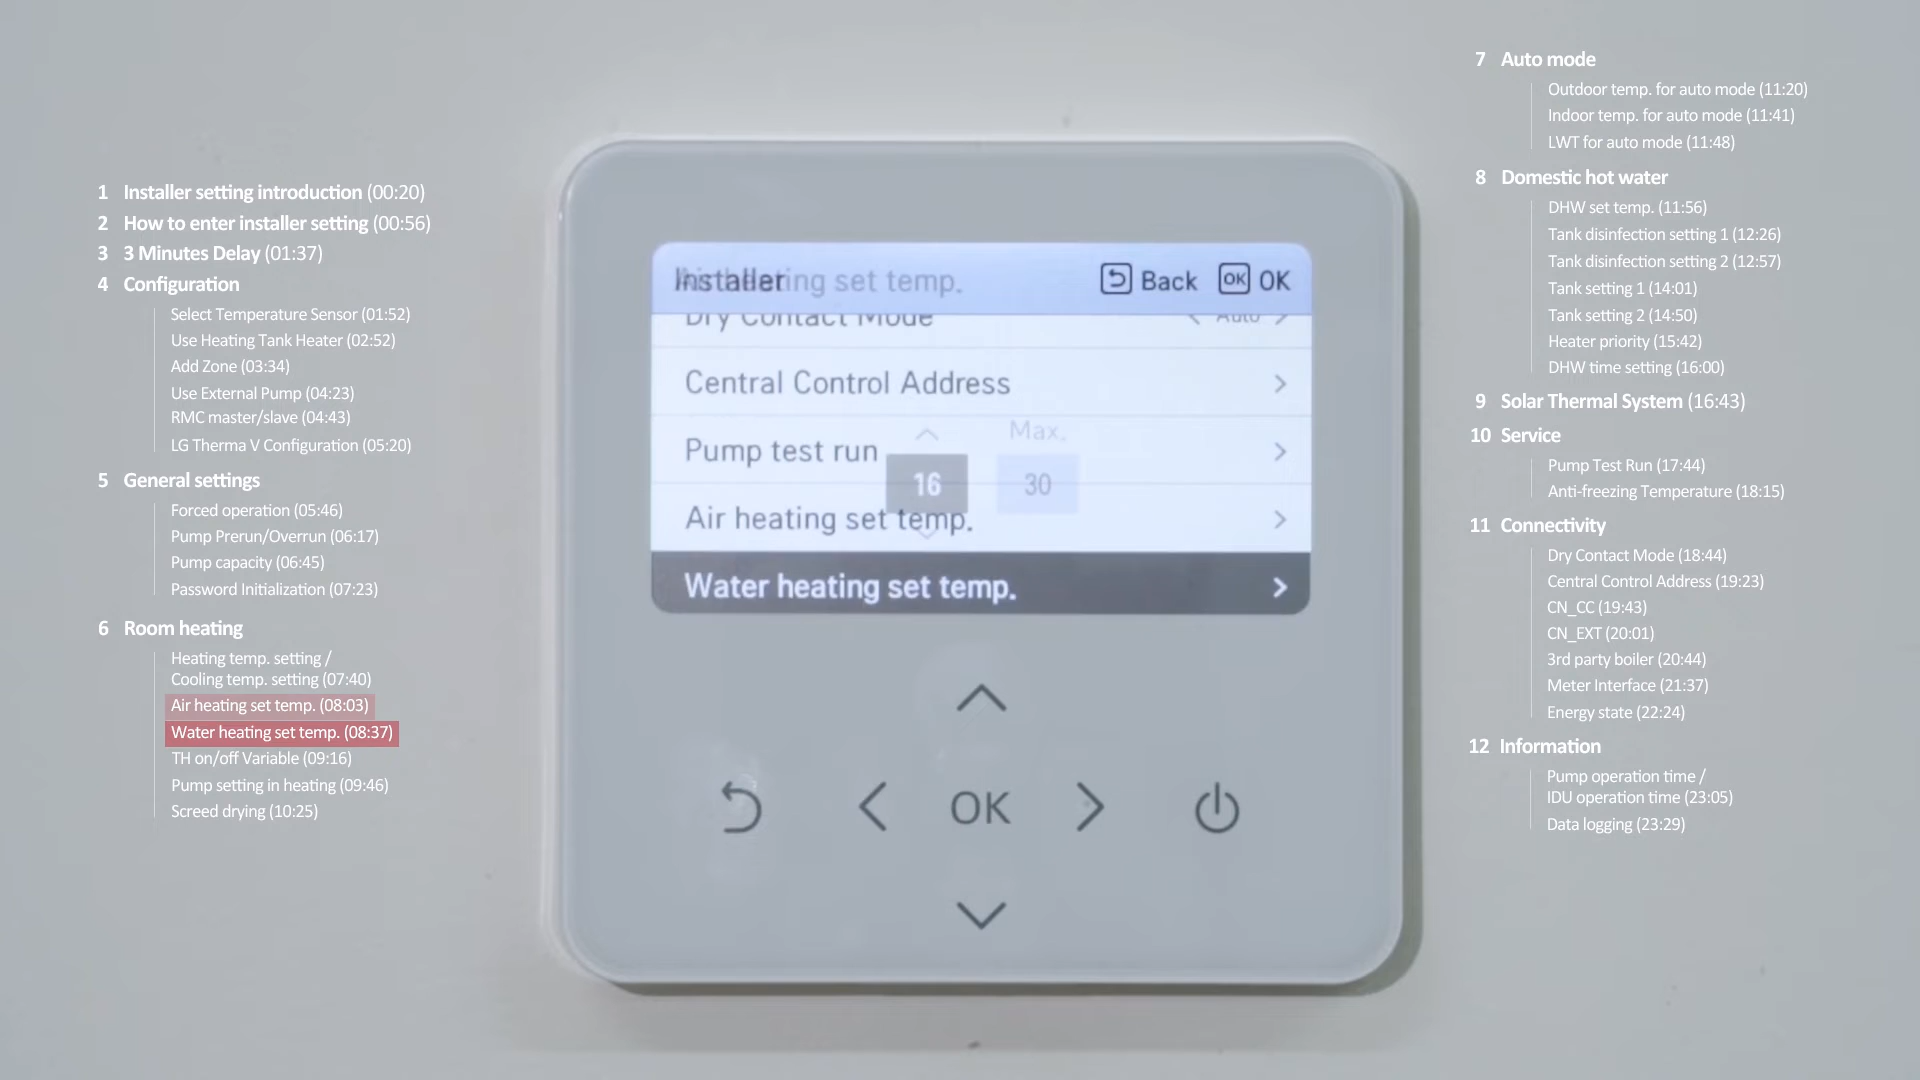 1 Installer setting introduction (00:20)
2 How to enter installer setting (00:56)
3 3 Minutes Delay (01:37)
4 Configuration
Select Temperature Sensor (01:52)
Use Heating Tank Heater (02:52)
Add Zone (03:34)
Use External Pump (04:23)
RMC master/slave (04:43)
LG Therma V Configuration (05:20)
5 General settings
Forced operation (05:46)
Pump Prerun/Overrun (06:17)
Pump capacity (06:45)
Password Initialization (07:23)
6 Room heating
Heating temp. setting /
Cooling temp. setting (07:40)
Air heating set temp. (08:03)
Water heating set temp. (08:37)
TH on/off Variable (09:16)
Pump setting in heating (09:46)
Screed drying (10:25)
Installer
Air heating set temp.
Back OK OK
Dry Contact Mode Auto
Central Control Address
Max.
Pump test run
16 30
Air heating set temp.
Water heating set temp.
OK
7 Auto mode
Outdoor temp. for auto mode (11:20)
Indoor temp. for auto mode (11:41)
LWT for auto mode (11:48)
8 Domestic hot water
DHW set temp. (11:56)
Tank disinfection setting 1 (12:26)
Tank disinfection setting 2 (12:57)
Tank setting 1 (14:01)
Tank setting 2 (14:50)
Heater priority (15:42)
DHW time setting (16:00)
9 Solar Thermal System (16:43)
10 Service
Pump Test Run (17:44)
Anti-freezing Temperature (18:15)
11 Connectivity
Dry Contact Mode (18:44)
Central Control Address (19:23)
CN_CC (19:43)
CN_EXT (20:01)
3rd party boiler (20:44)
Meter Interface (21:37)
Energy state (22:24)
12 Information
Pump operation time /
IDU operation time (23:05)
Data logging (23:29)